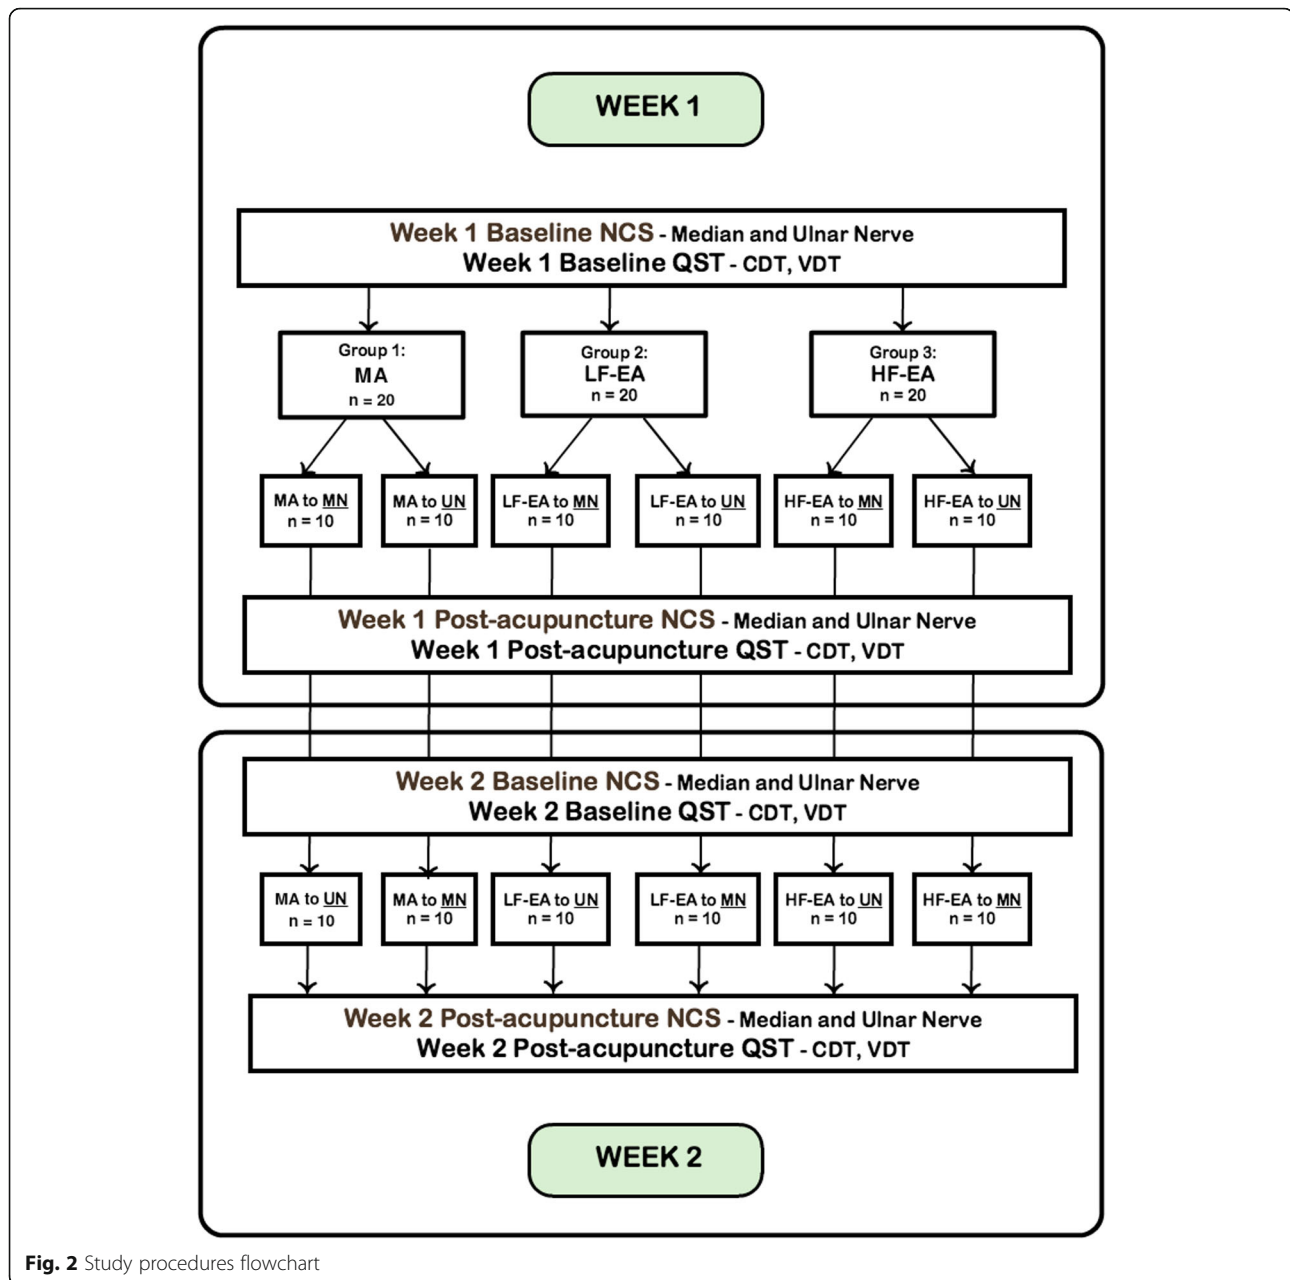 WEEK 1
Week 1 Baseline NCS - Median and Ulnar Nerve
Week 1 Baseline QST - CDT, VDT
Group 1:
MA
n = 20
Group 2:
LF-EA
n = 20
Group 3:
HF-EA
n = 20
MA to MN
n = 10
MA to UN
n = 10
LF-EA to MN
n = 10
LF-EA to UN
n = 10
HF-EA to MN
n = 10
HF-EA to UN
n = 10
Week 1 Post-acupuncture NCS - Median and Ulnar Nerve
Week 1 Post-acupuncture QST - CDT, VDT
Week 2 Baseline NCS - Median and Ulnar Nerve
Week 2 Baseline QST - CDT, VDT
MA to UN
n = 10
MA to MN
n = 10
LF-EA to UN
n = 10
LF-EA to MN
n = 10
HF-EA to UN
n = 10
HF-EA to MN
n = 10
Week 2 Post-acupuncture NCS - Median and Ulnar Nerve
Week 2 Post-acupuncture QST - CDT, VDT
WEEK 2
Fig. 2 Study procedures flowchart